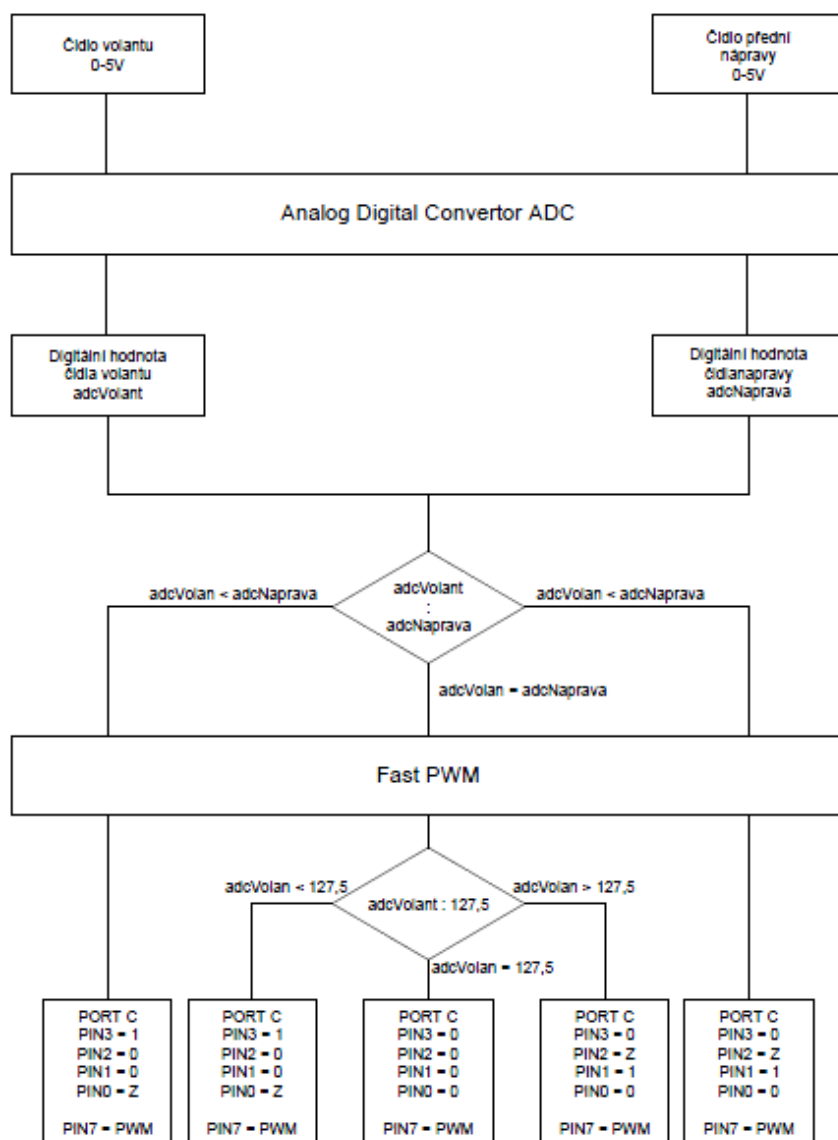 Čidlo volantu
0-5V
Čidlo přední
nápravy
0-5V
Analog Digital Convertor ADC
Digitální hodnota
čidla volantu
adcVolant
Digitální hodnota
čidlanapravy
adcNaprava
adcVolan < adcNaprava
adcVolant
:
adcNaprava
adcVolan < adcNaprava
adcVolan = adcNaprava
Fast PWM
adcVolan < 127,5
adcVolant : 127,5
adcVolan > 127,5
adcVolan = 127,5
PORT C
PIN3 = 1
PIN2 = 0
PIN1 = 0
PIN0 = Z
PIN7 = PWM
PORT C
PIN3 = 1
PIN2 = 0
PIN1 = 0
PIN0 = Z
PIN7 = PWM
PORT C
PIN3 = 0
PIN2 = 0
PIN1 = 0
PIN0 = 0
PORT C
PIN3 = 0
PIN2 = Z
PIN1 = 1
PIN0 = 0
PIN7 = PWM
PORT C
PIN3 = 0
PIN2 = Z
PIN1 = 1
PIN0 = 0
PIN7 = PWM